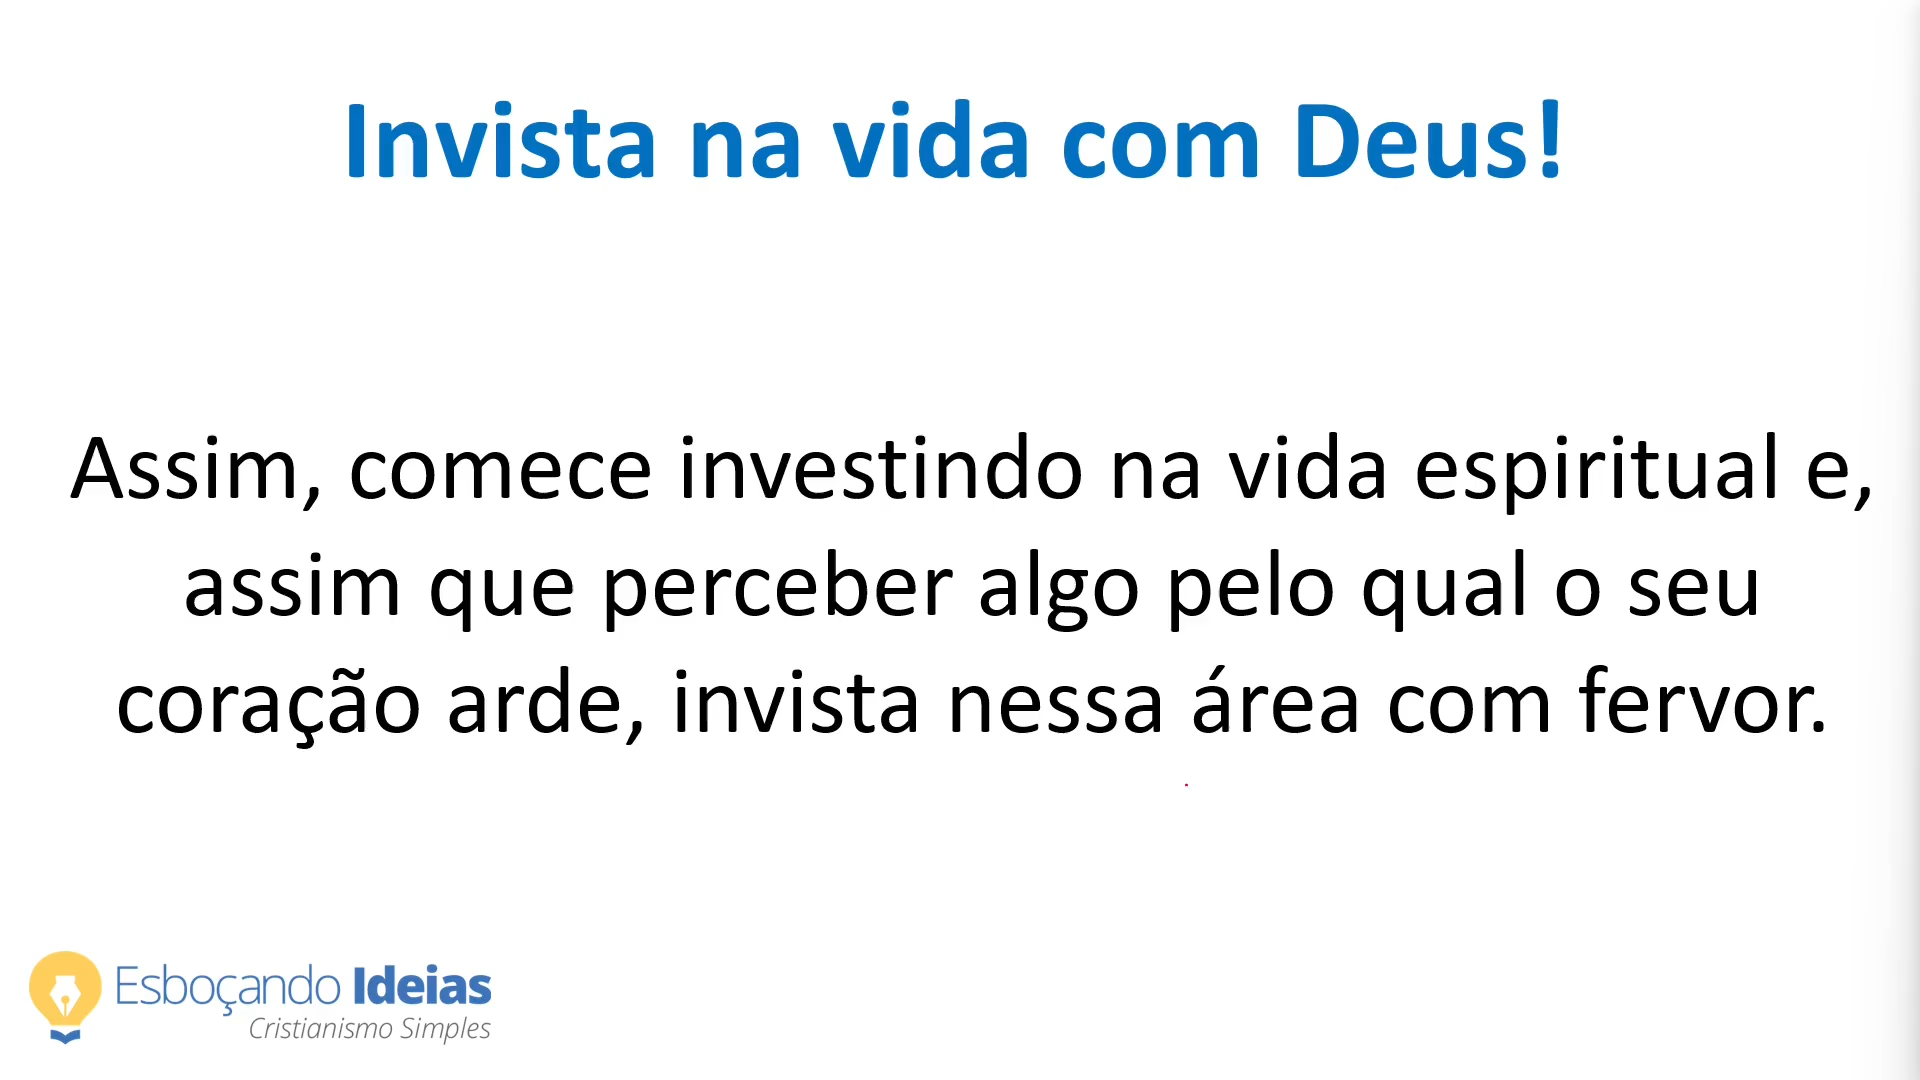 Invista na vida com Deus!
Assim, comece investindo na vida espiritual e,
assim que perceber algo pelo qual o seu
coração arde, invista nessa área com fervor.
Esboçando Ideias
Cristianismo Simples